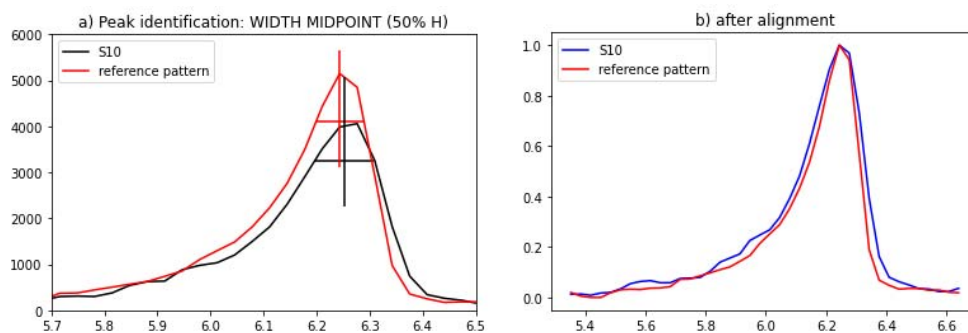 a) Peak identification: WIDTH MIDPOINT (50% H)
6000
5000
4000
3000
2000
1000
0
S10
reference pattern
5.7 5.8 5.9 6.0 6.1 6.2 6.3 6.4 6.5
b) after alignment
1.0
0.8
0.6
0.4
0.2
0.0
S10
reference pattern
5.4 5.6 5.8 6.0 6.2 6.4 6.6